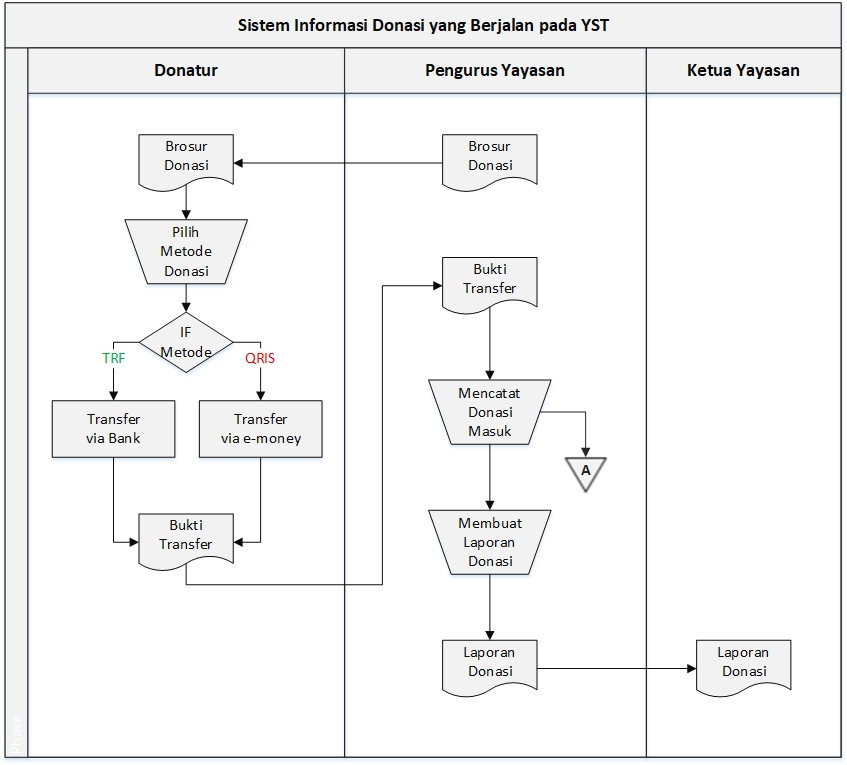 Sistem Informasi Donasi yang Berjalan pada YST
Donatur
Pengurus Yayasan
Ketua Yayasan
Brosur
Donasi
Brosur
Donasi
Pilih
Metode
Donasi
Bukti
Transfer
IF
Metode
TRF
QRIS
Transfer
via Bank
Transfer
via e-money
Mencatat
Donasi
Masuk
A
Bukti
Transfer
Membuat
Laporan
Donasi
Laporan
Donasi
Laporan
Donasi
Phase